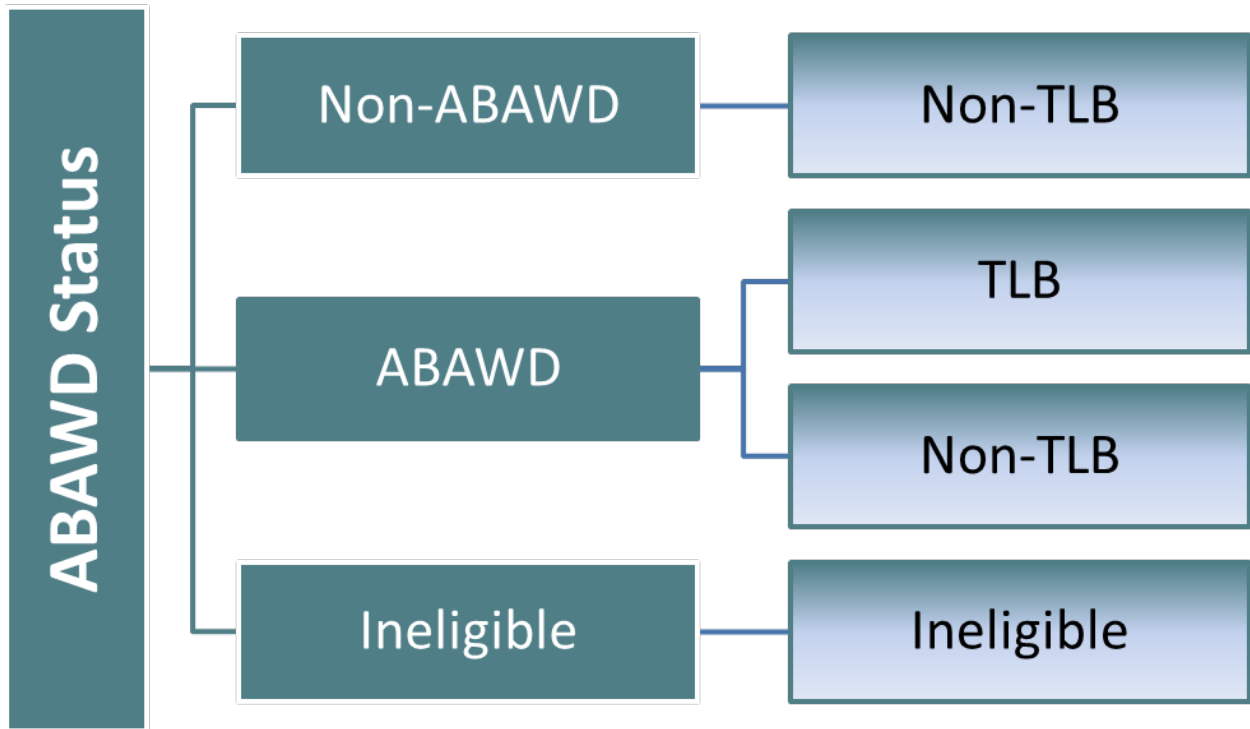 ABAWD Status
Non-ABAWD
Non-TLB
ABAWD
TLB
Non-TLB
Ineligible
Ineligible